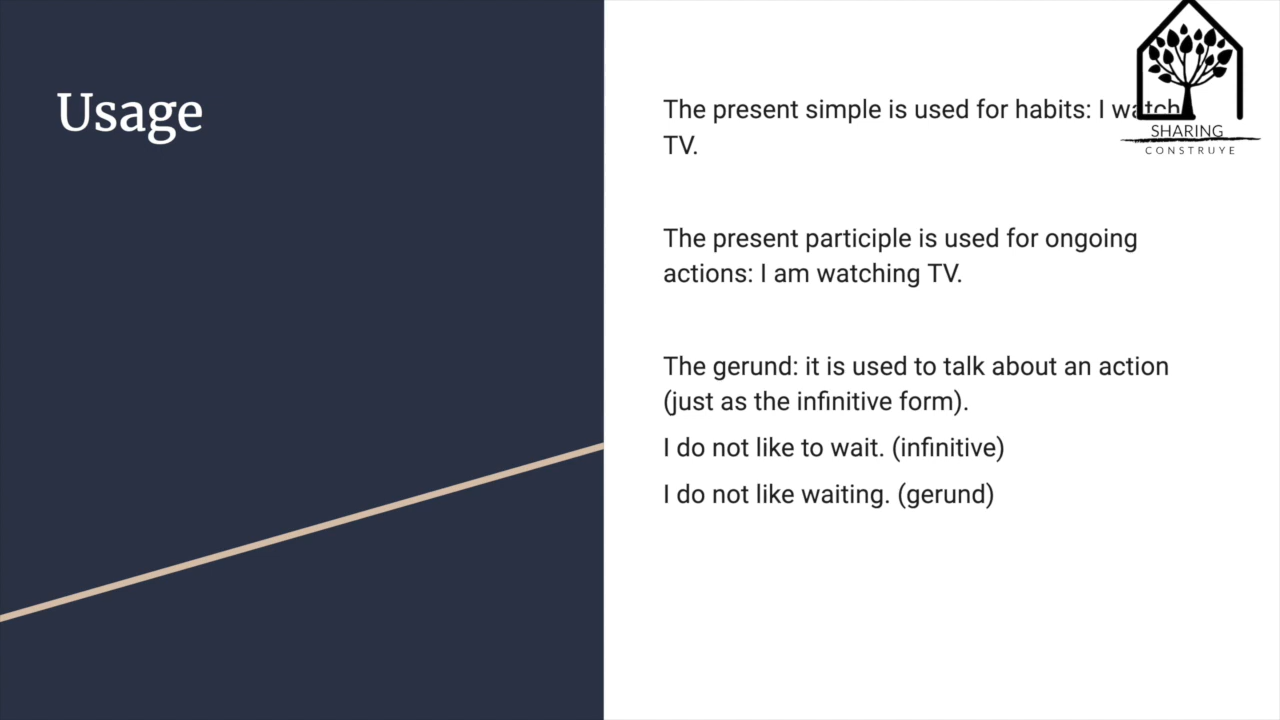 Usage
The present simple is used for habits: I watch
TV.
The present participle is used for ongoing
actions: I am watching TV.
The gerund: it is used to talk about an action
(just as the infinitive form).
I do not like to wait. (infinitive)
I do not like waiting. (gerund)
SHARING
CONSTRUYE